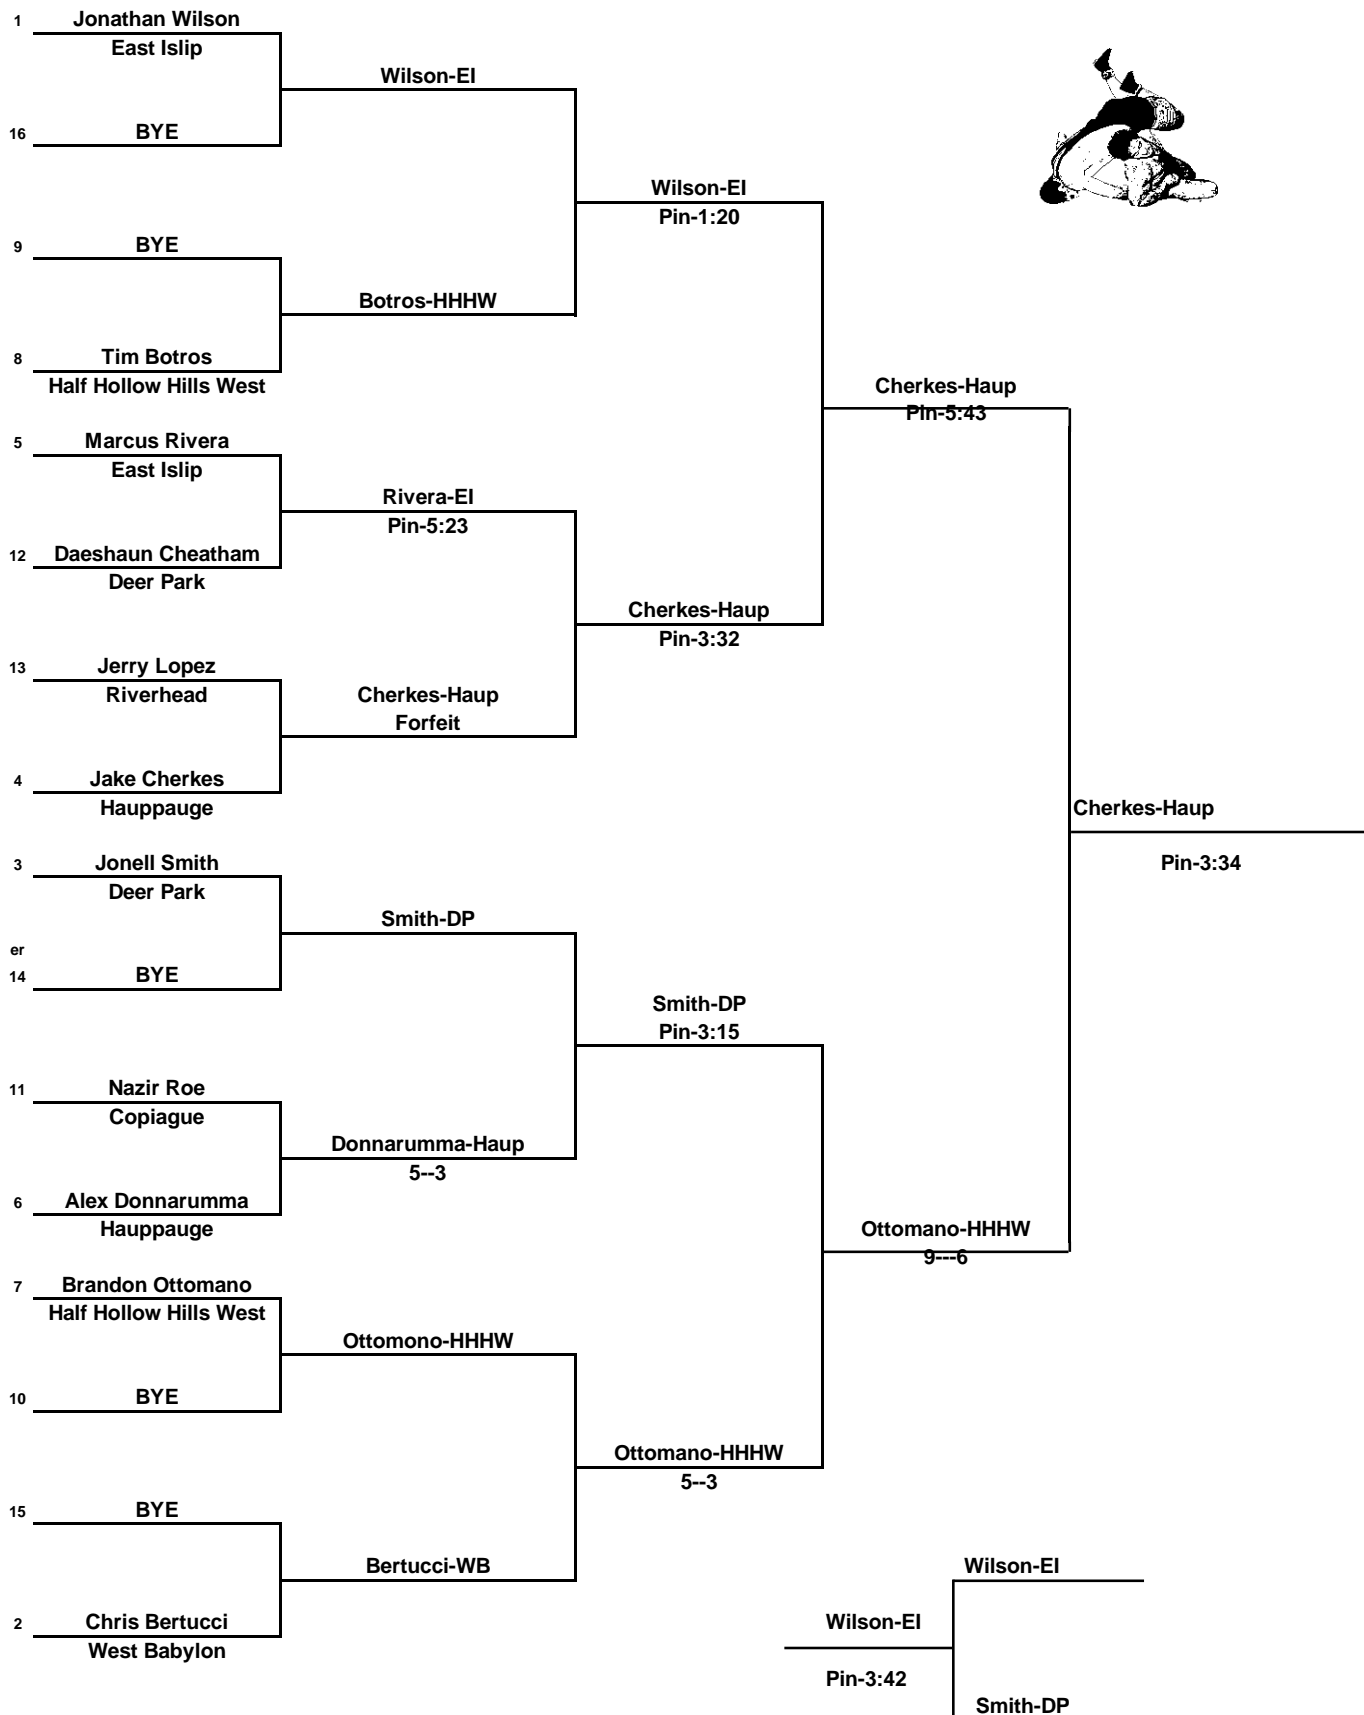 1 Jonathan Wilson
East Islip
Wilson-EI
16 BYE
Wilson-EI
Pin-1:20
9 BYE
Botros-HHHW
8 Tim Botros
Half Hollow Hills West
Cherkes-Haup
PIn-5:43
5 Marcus Rivera
East Islip
Rivera-EI
Pin-5:23
12 Daeshaun Cheatham
Deer Park
Cherkes-Haup
Pin-3:32
13 Jerry Lopez
Riverhead
Cherkes-Haup
Forfeit
4 Jake Cherkes
Hauppauge
Cherkes-Haup
Pin-3:34
3 Jonell Smith
Deer Park
Smith-DP
er
14 BYE
Smith-DP
Pin-3:15
11 Nazir Roe
Copiague
Donnarumma-Haup
5--3
6 Alex Donnarumma
Hauppauge
Ottomano-HHHW
9---6
7 Brandon Ottomano
Half Hollow Hills West
Ottomono-HHHW
10 BYE
Ottomano-HHHW
5--3
15 BYE
Bertucci-WB
Wilson-EI
2 Chris Bertucci
West Babylon
Wilson-EI
Pin-3:42
Smith-DP